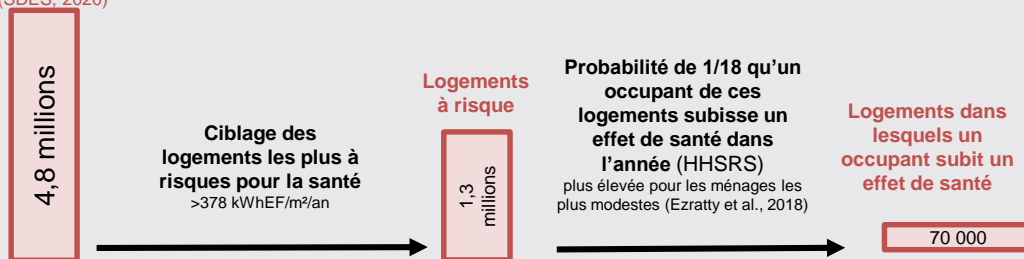 (SDES, 2020)
4,8 millions
Ciblage des
logements les plus à
risques pour la santé
>378 kWhEF/m²/an
Logements
à risque
1,3
millions
Probabilité de 1/18 qu’un
occupant de ces
logements subisse un
effet de santé dans
l’année (HHSRS)
plus élevée pour les ménages les
plus modestes (Ezratty et al., 2018)
Logements dans
lesquels un
occupant subit un
effet de santé
70 000